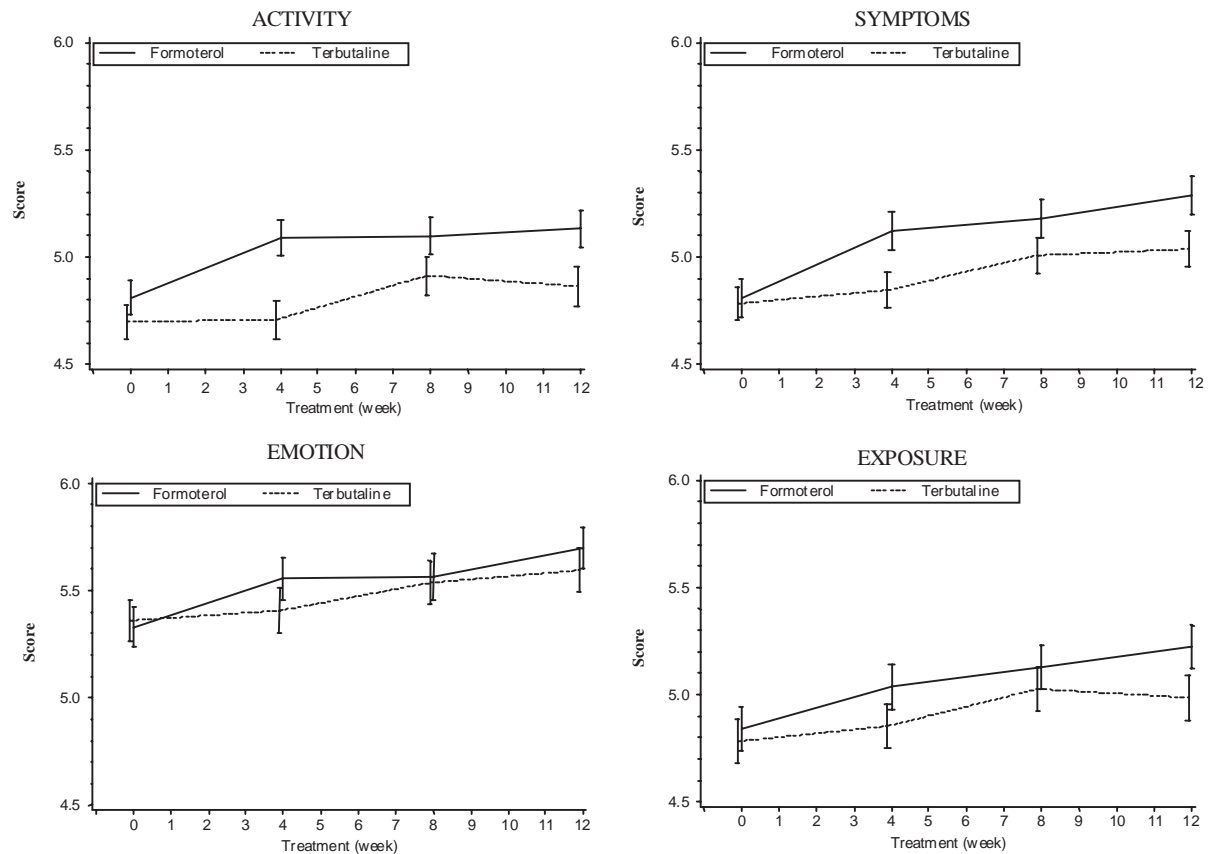 ACTIVITY
6.0
Formoterol Terbutaline
5.5
Score
5.0
4.5
0 1 2 3 4 5 6 7 8 9 10 11 12
Treatment (week)
SYMPTOMS
6.0
Formoterol Terbutaline
5.5
Score
5.0
4.5
0 1 2 3 4 5 6 7 8 9 10 11 12
Treatment (week)
EMOTION
6.0
Formoterol Terbutaline
5.5
Score
5.0
4.5
0 1 2 3 4 5 6 7 8 9 10 11 12
Treatment (week)
EXPOSURE
6.0
Formoterol Terbutaline
5.5
Score
5.0
4.5
0 1 2 3 4 5 6 7 8 9 10 11 12
Treatment (week)